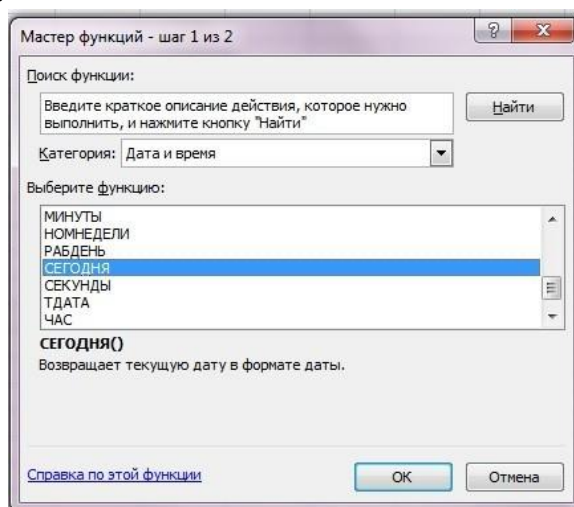 Мастер функций - шаг 1 из 2
Поиск функции:
Введите краткое описание действия, которое нужно
выполнить, и нажмите кнопку "Найти"
Найти
Категория: Дата и время
Выберите функцию:
МИНУТЫ
НОМНЕДЕЛИ
РАБДЕНЬ
СЕГОДНЯ
СЕКУНДЫ
ТДАТА
ЧАС
СЕГОДНЯ()
Возвращает текущую дату в формате даты.
Справка по этой функции
ОК
Отмена